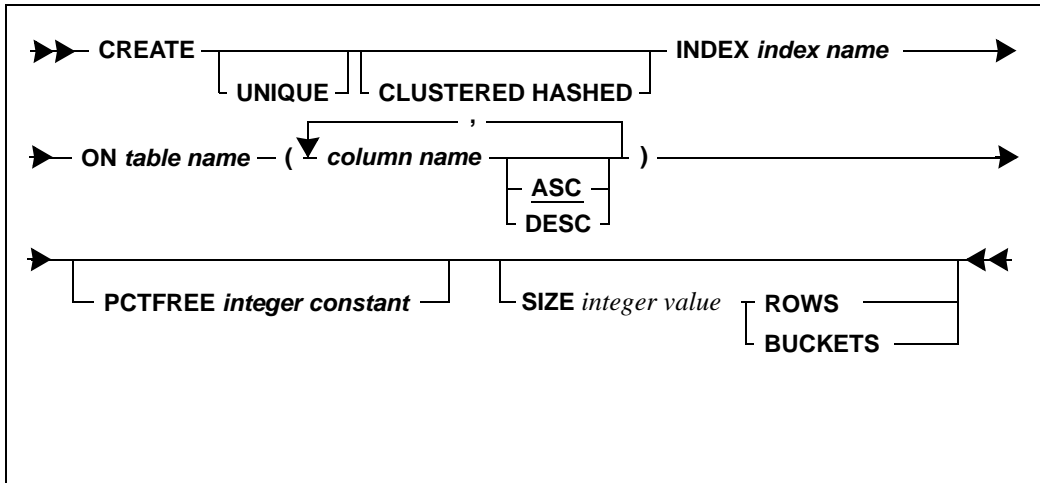 CREATE INDEX index name
UNIQUE CLUSTERED HASHED
,
ON table name ( column name )
ASC
DESC
PCTFREE integer constant SIZE integer value ROWS
BUCKETS